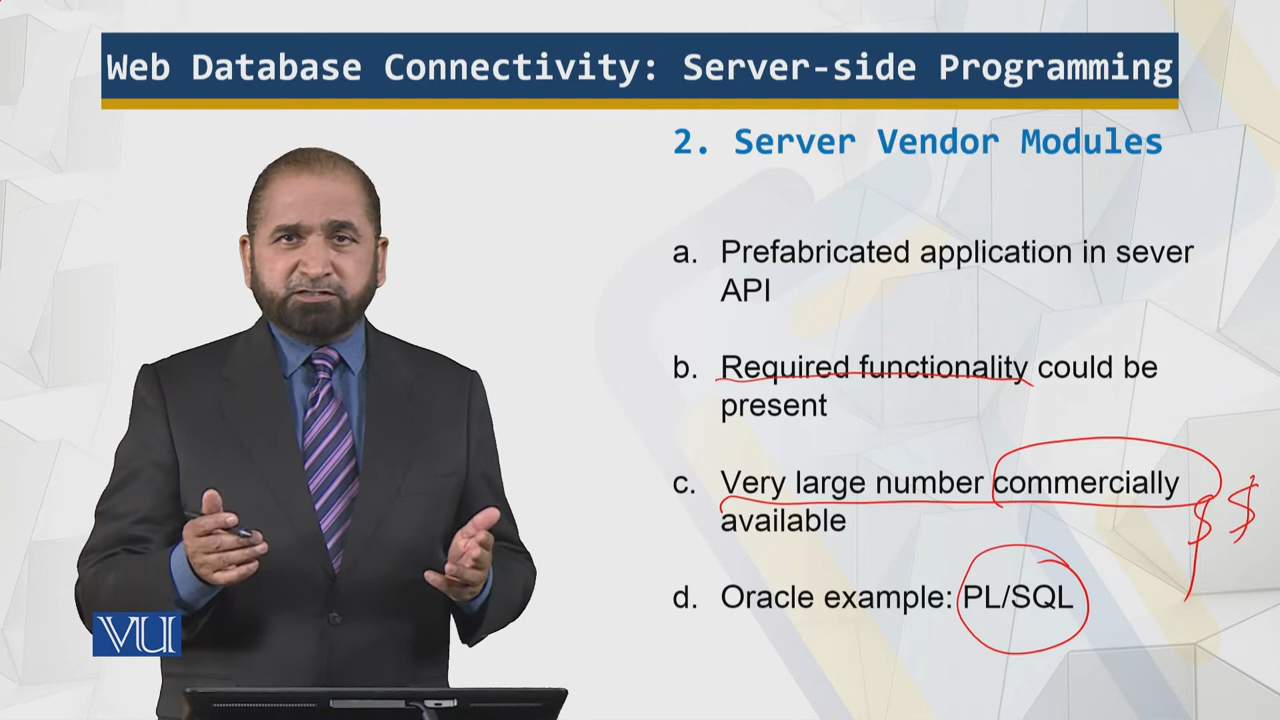 Web Database Connectivity: Server-side Programming
2. Server Vendor Modules
a. Prefabricated application in sever
API
b. Required functionality could be
present
c. Very large number commercially
available
$ $
d. Oracle example: PL/SQL
VU